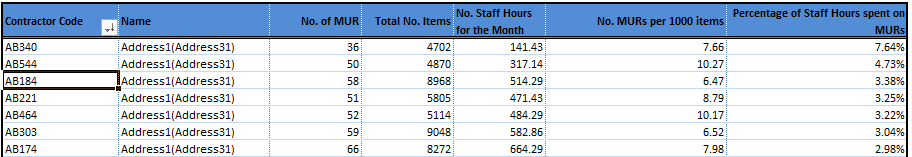 Contractor Code Name No. of MUR Total No. Items No. Staff Hours for the Month No. MURs per 1000 items Percentage of Staff Hours spent on MURs
AB340 Address1(Address31) 36 4702 141.43 7.66 7.64%
AB544 Address1(Address31) 50 4870 317.14 10.27 4.73%
AB184 Address1(Address31) 58 8968 514.29 6.47 3.38%
AB221 Address1(Address31) 51 5805 471.43 8.79 3.25%
AB464 Address1(Address31) 52 5114 484.29 10.17 3.22%
AB303 Address1(Address31) 59 9048 582.86 6.52 3.04%
AB174 Address1(Address31) 66 8272 664.29 7.98 2.98%